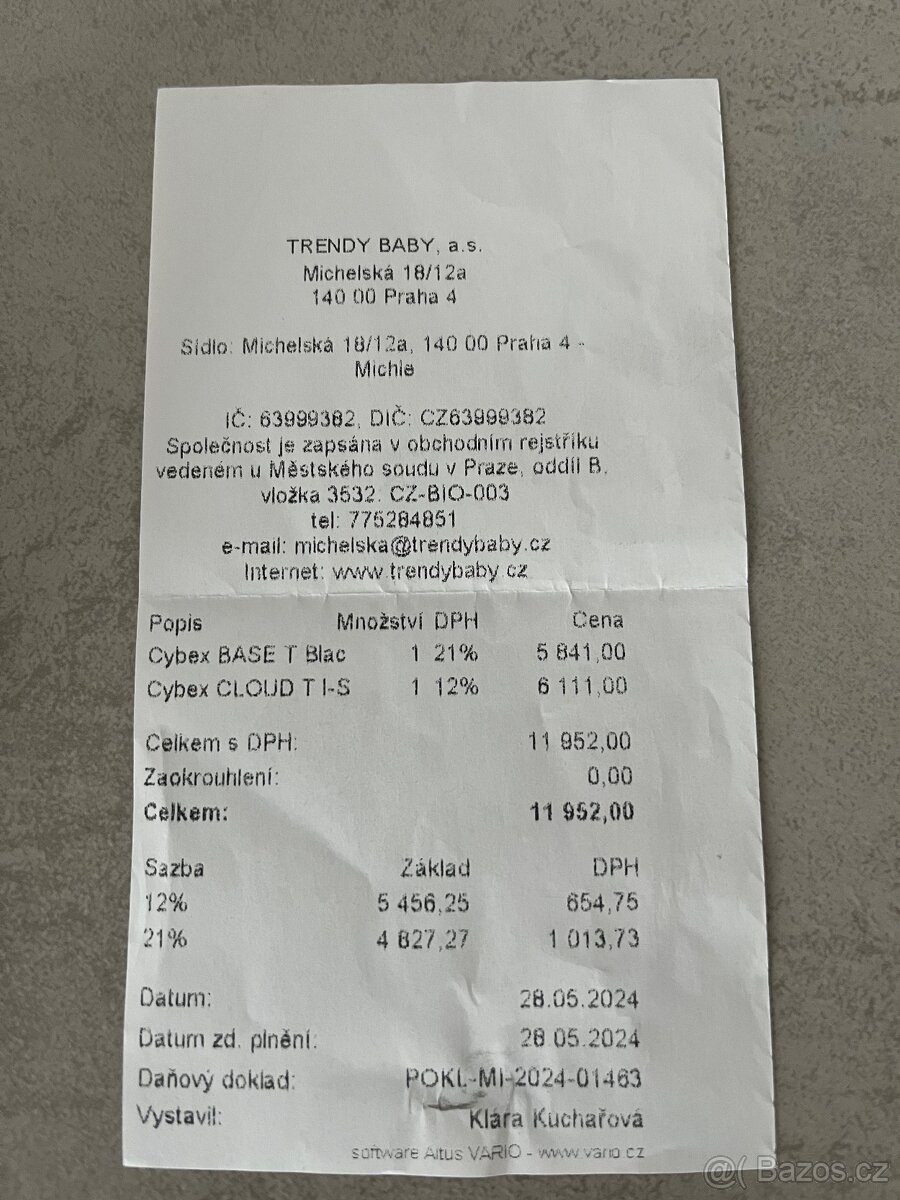 TRENDY BABY, a.s.
Michelská 18/12a
140 00 Praha 4
Sídlo: Michelská 18/12a, 140 00 Praha 4 -
Michle
IČ: 63999382, DIČ: CZ63999382
Společnost je zapsána v obchodním rejstříku
vedeném u Městského soudu v Praze, oddíl B.
vložka 3532. CZ-BIO-003
tel: 775284851
e-mail: michelska@trendybaby.cz
Internet: www.trendybaby.cz
Popis Množství DPH Cena
Cybex BASE T Blac 1 21% 5 841,00
Cybex CLOUD T I-S 1 12% 6 111,00
Celkem s DPH: 11 952,00
Zaokrouhlení: 0,00
Celkem: 11 952,00
Sazba Základ DPH
12% 5 456,25 654,75
21% 4 827,27 1 013,73
Datum: 28.05.2024
Datum zd. plnění: 28.05.2024
Daňový doklad: POKL-MI-2024-01463
Vystavil: Klára Kuchařová
software Altus VARIO - www.vario.cz
@( Bazos.cz